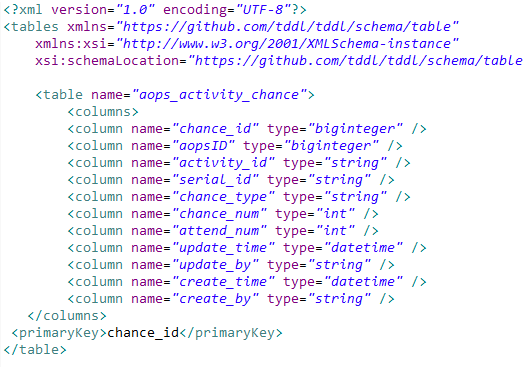 <?xml version="1.0" encoding="UTF-8"?>
<tables xmlns="https://github.com/tddl/tddl/schema/table"
xmlns:xsi="http://www.w3.org/2001/XMLSchema-instance"
xsi:schemaLocation="https://github.com/tddl/tddl/schema/table
<table name="aops_activity_chance">
<columns>
<column name="chance_id" type="biginteger" />
<column name="aopsID" type="biginteger" />
<column name="activity_id" type="string" />
<column name="serial_id" type="string" />
<column name="chance_type" type="string" />
<column name="chance_num" type="int" />
<column name="attend_num" type="int" />
<column name="update_time" type="datetime" />
<column name="update_by" type="string" />
<column name="create_time" type="datetime" />
<column name="create_by" type="string" />
</columns>
<primaryKey>chance_id</primaryKey>
</table>